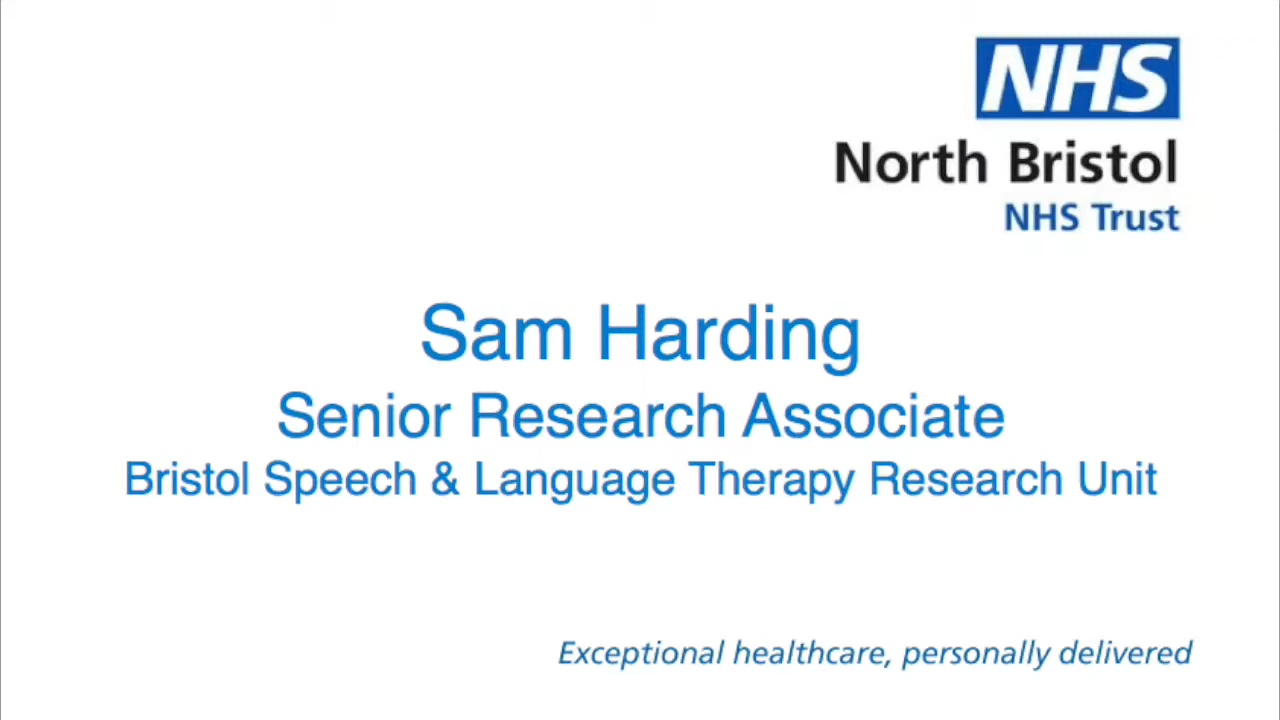 NHS
North Bristol
NHS Trust
Sam Harding
Senior Research Associate
Bristol Speech & Language Therapy Research Unit
Exceptional healthcare, personally delivered